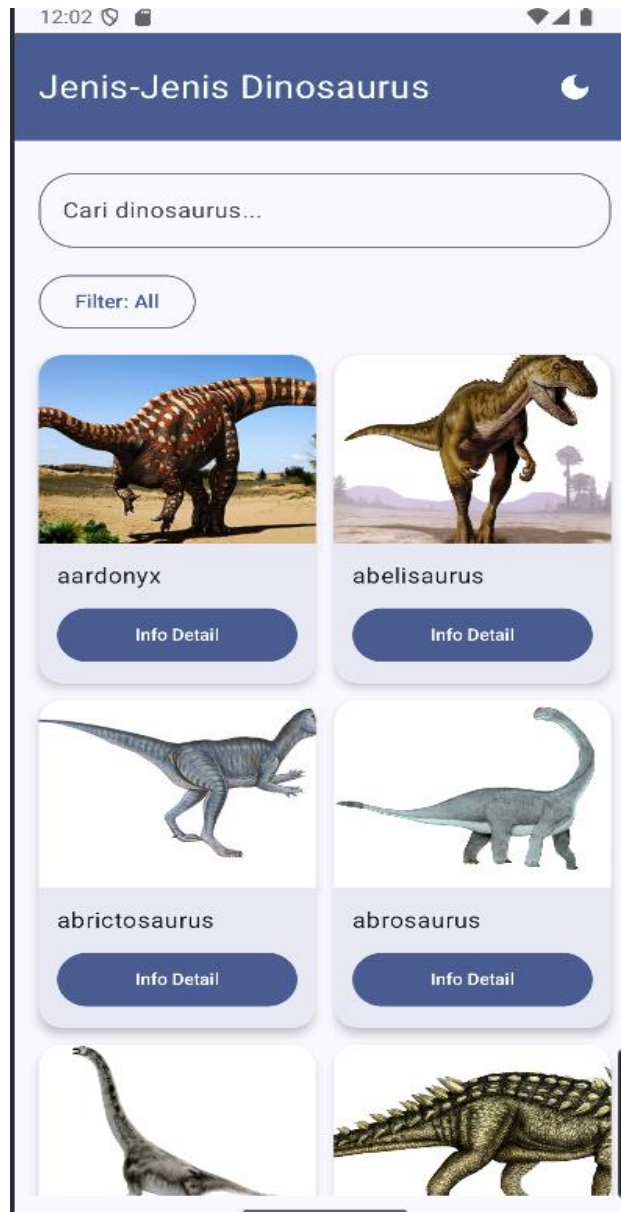 12:02
Jenis-Jenis Dinosaurus
Cari dinosaurus...
Filter: All
aardonyx
abelisaurus
Info Detail
Info Detail
abrictosaurus
abrosaurus
Info Detail
Info Detail